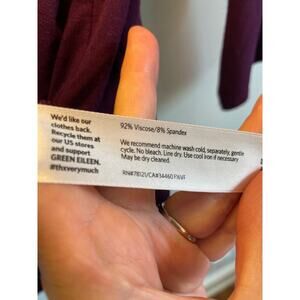 We'd like our
clothes back.
Recycle them at
our US stores
and support
GREEN EILEEN.
#thxverymuch
92% Viscose/8% Spandex
We recommend machine wash cold, separately, gentle
cycle. No bleach. Line dry. Use cool iron if necessary
May be dry cleaned.
RN#78121/CA#34460 FX/VF